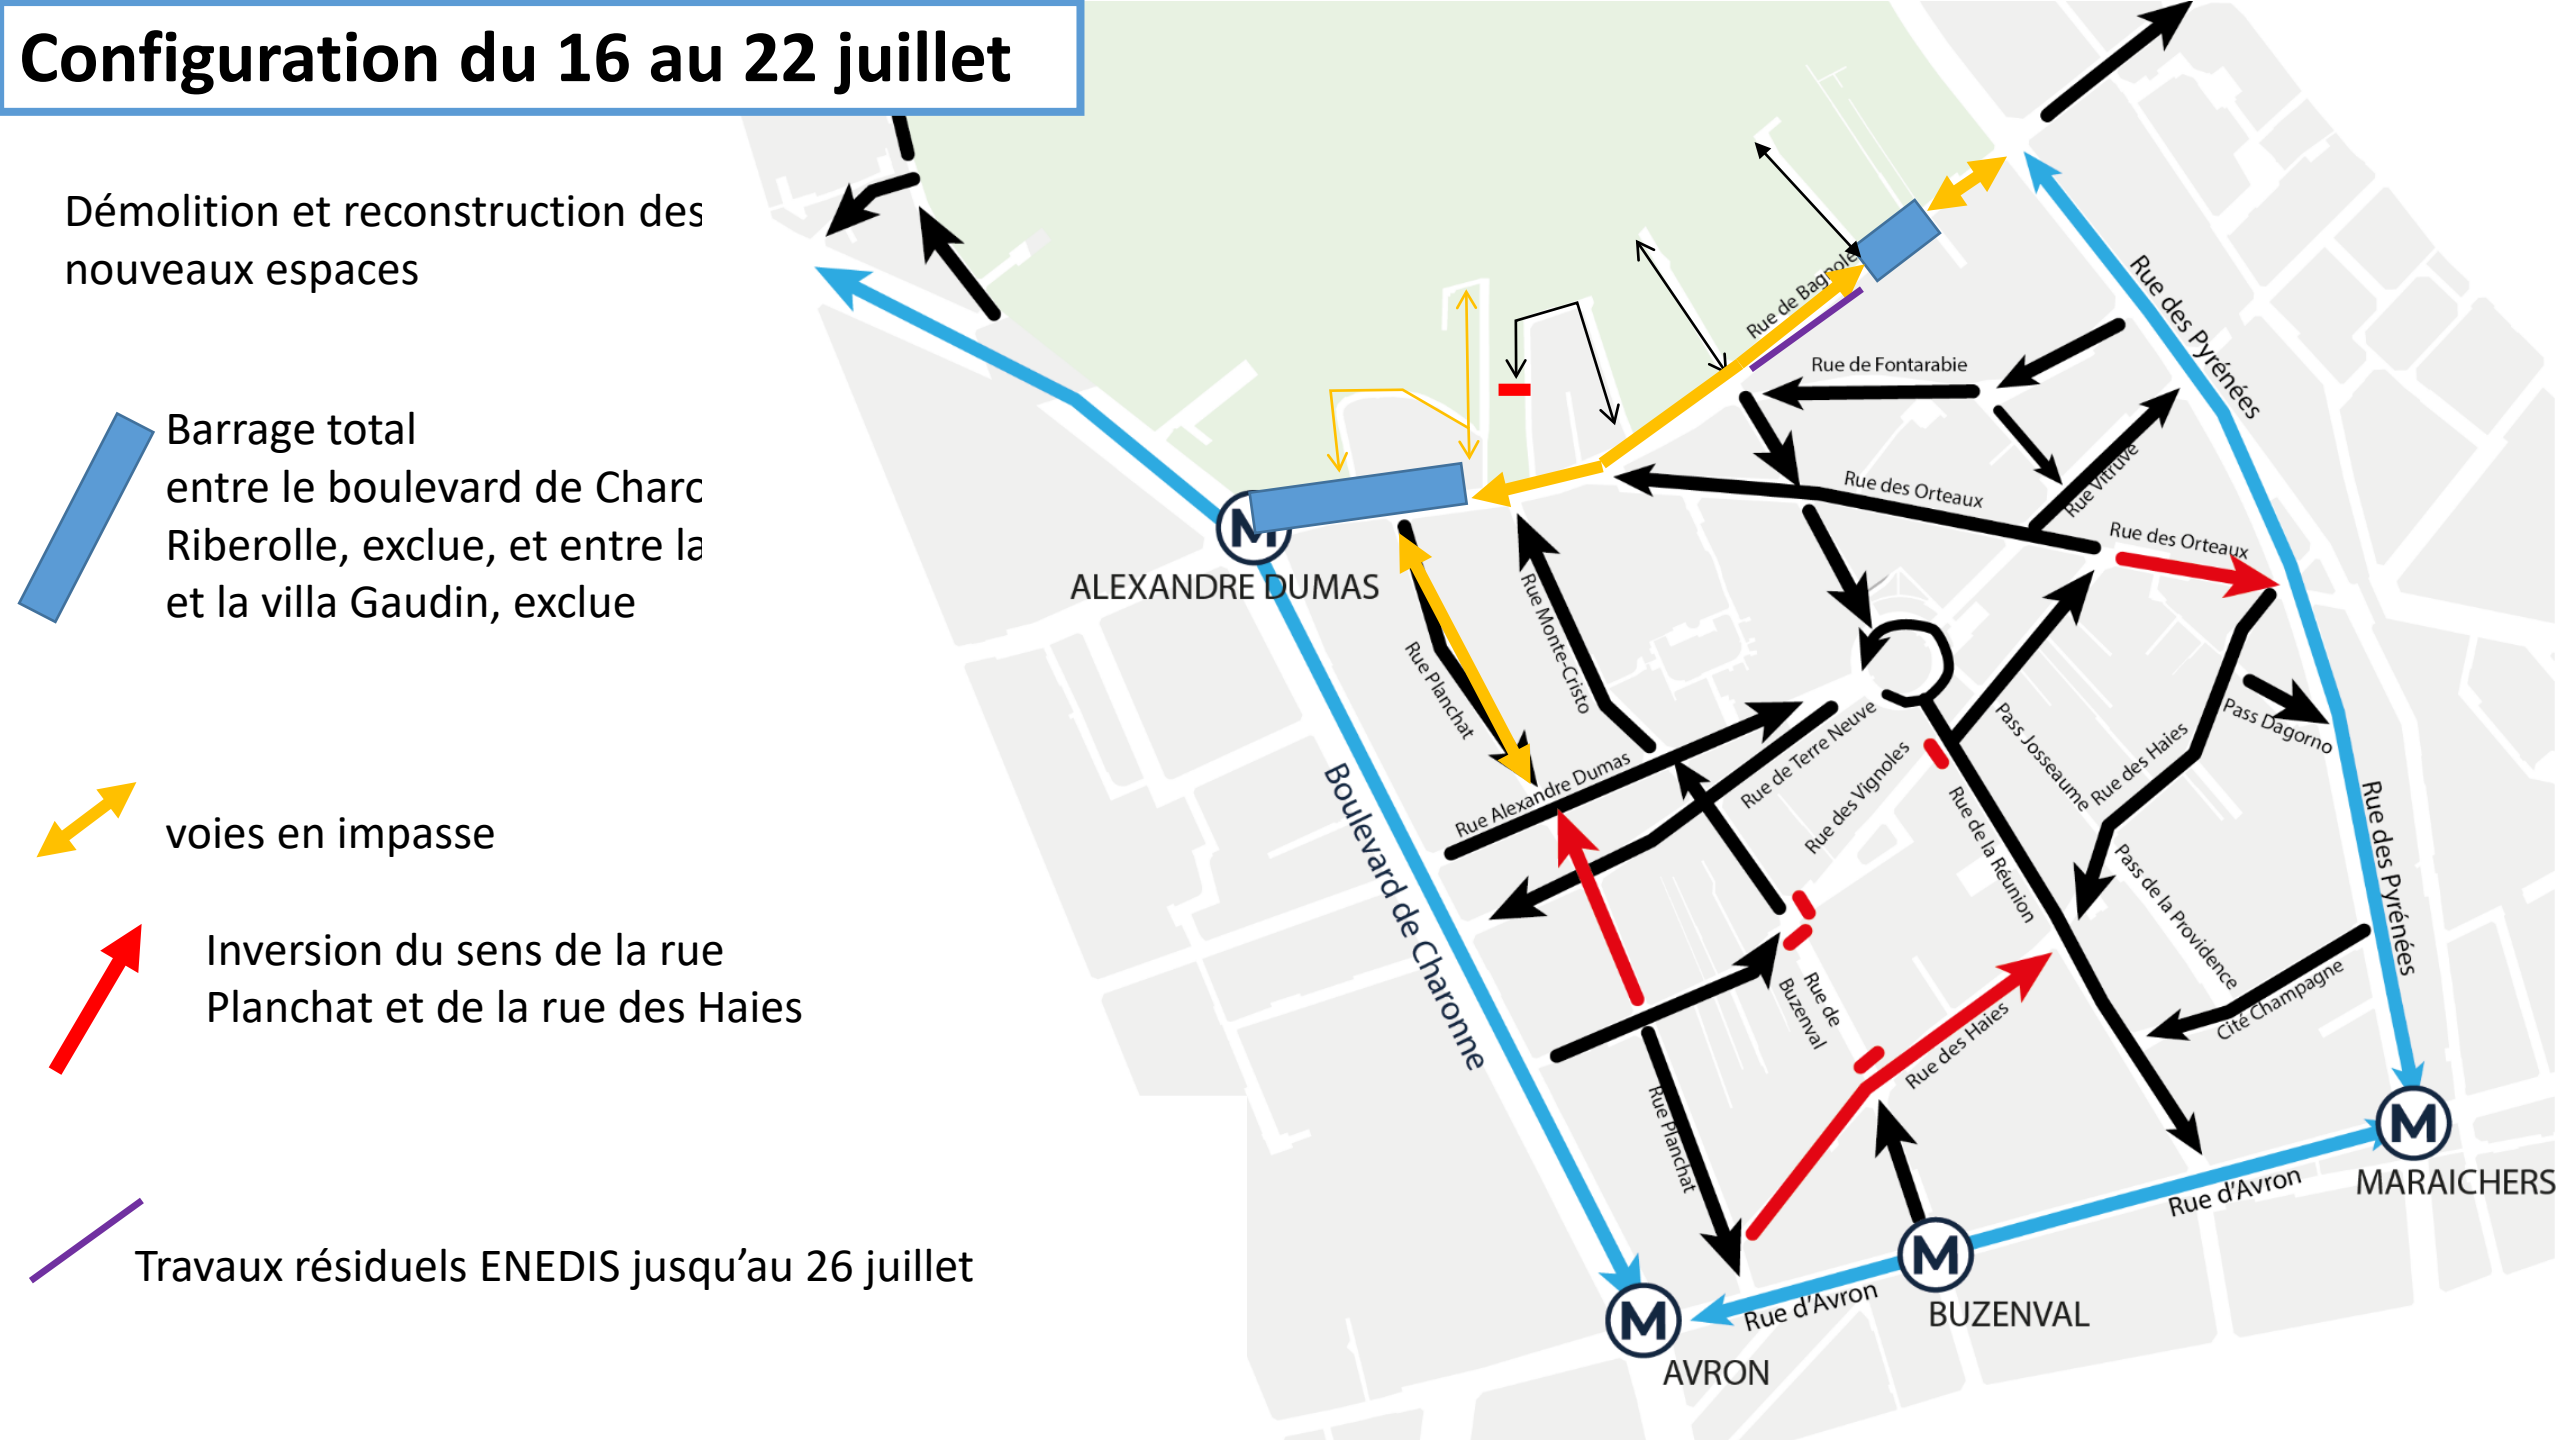 Configuration du 16 au 22 juillet
Démolition et reconstruction des
nouveaux espaces
Barrage total
entre le boulevard de Charo
Riberolle, exclue, et entre la
et la villa Gaudin, exclue
voies en impasse
Inversion du sens de la rue
Planchat et de la rue des Haies
Travaux résiduels ENEDIS jusqu’au 26 juillet
Rue de Bagnole
Rue des Pyrénées
Rue de Fontarabie
Rue Vitruve
Rue des Orteaux
Rue des Orteaux
M
ALEXANDRE DUMAS
Rue Planchat
Rue Monte-Cristo
Rue Alexandre Dumas
Rue de Terre Neuve
Rue des Vignoles
Pass Josseaume
Rue des Haies
Pass Dagorno
Boulevard de Charonne
Rue de la Réunion
Pass de la Providence
Rue des Pyrénées
Cité Champagne
Rue de
Buzenval
Rue des Haies
Rue Planchat
M
MARAICHERS
Rue d’Avron
M
BUZENVAL
Rue d’Avron
M
AVRON